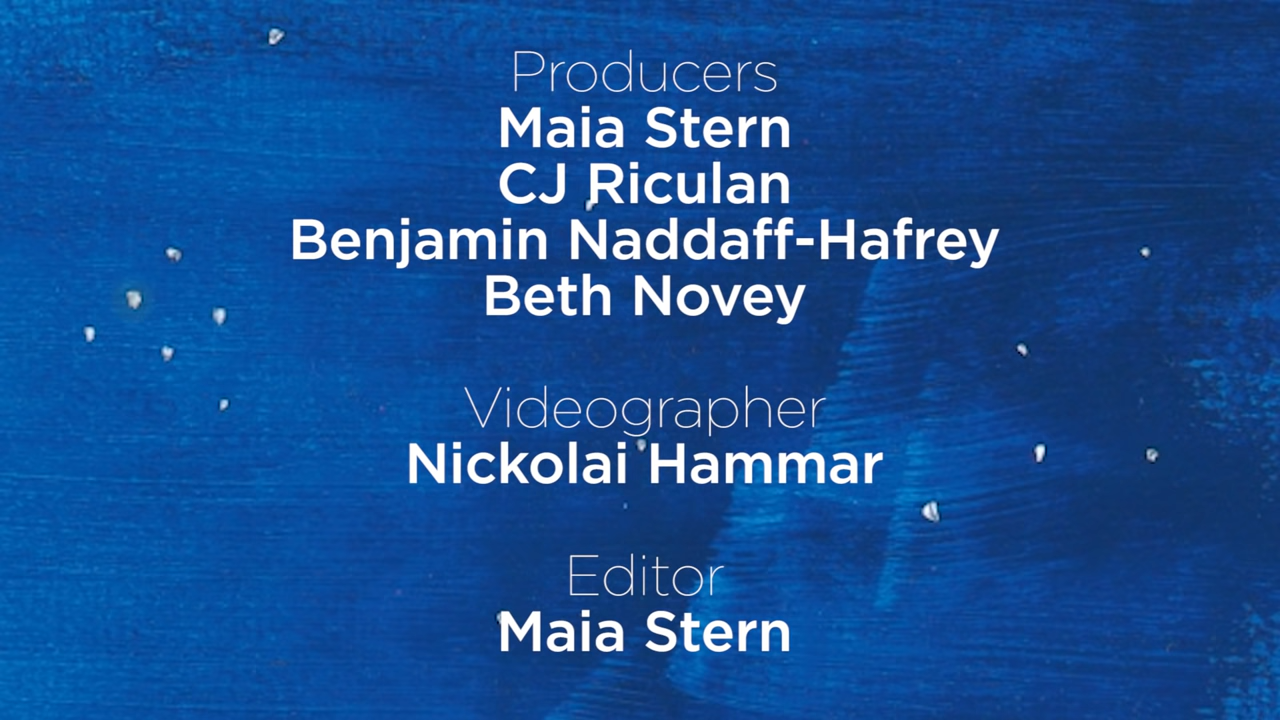 Producers
Maia Stern
CJ Riculan
Benjamin Naddaff-Hafrey
Beth Novey
Videographer
Nickolai Hammar
Editor
Maia Stern